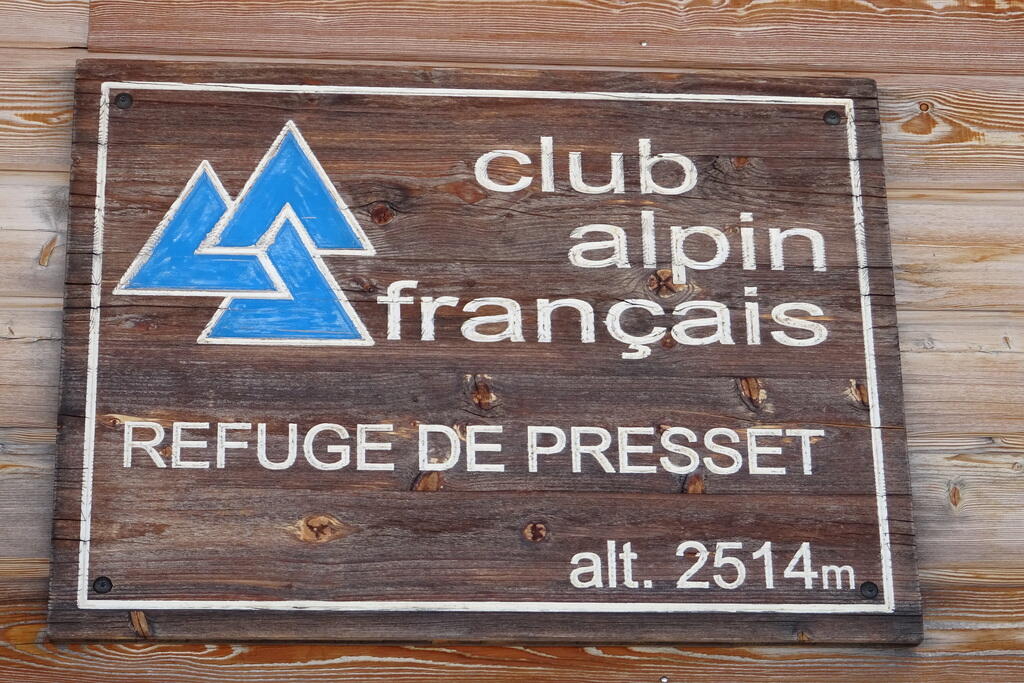 club
alpin
français
REFUGE DE PRESSET
alt. 2514m